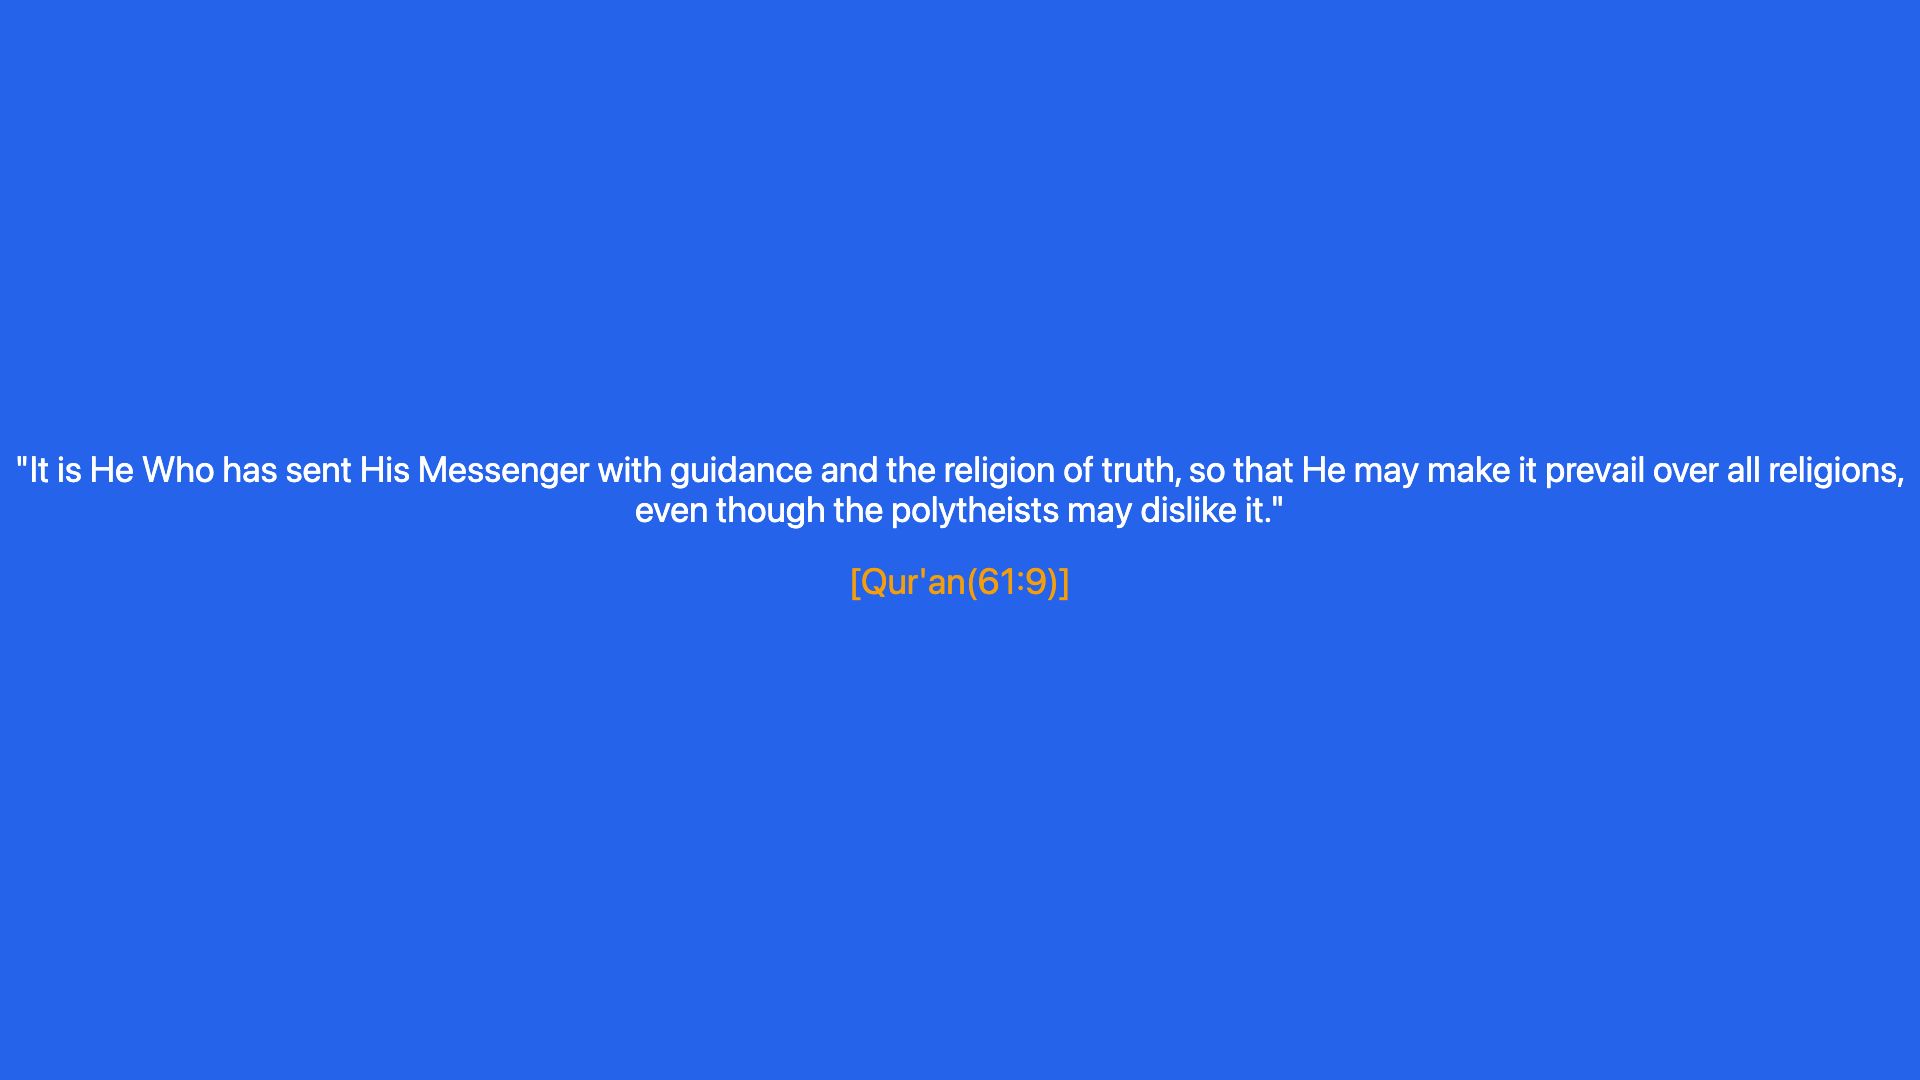 "It is He Who has sent His Messenger with guidance and the religion of truth, so that He may make it prevail over all religions,
even though the polytheists may dislike it."
[Qur'an(61:9)]